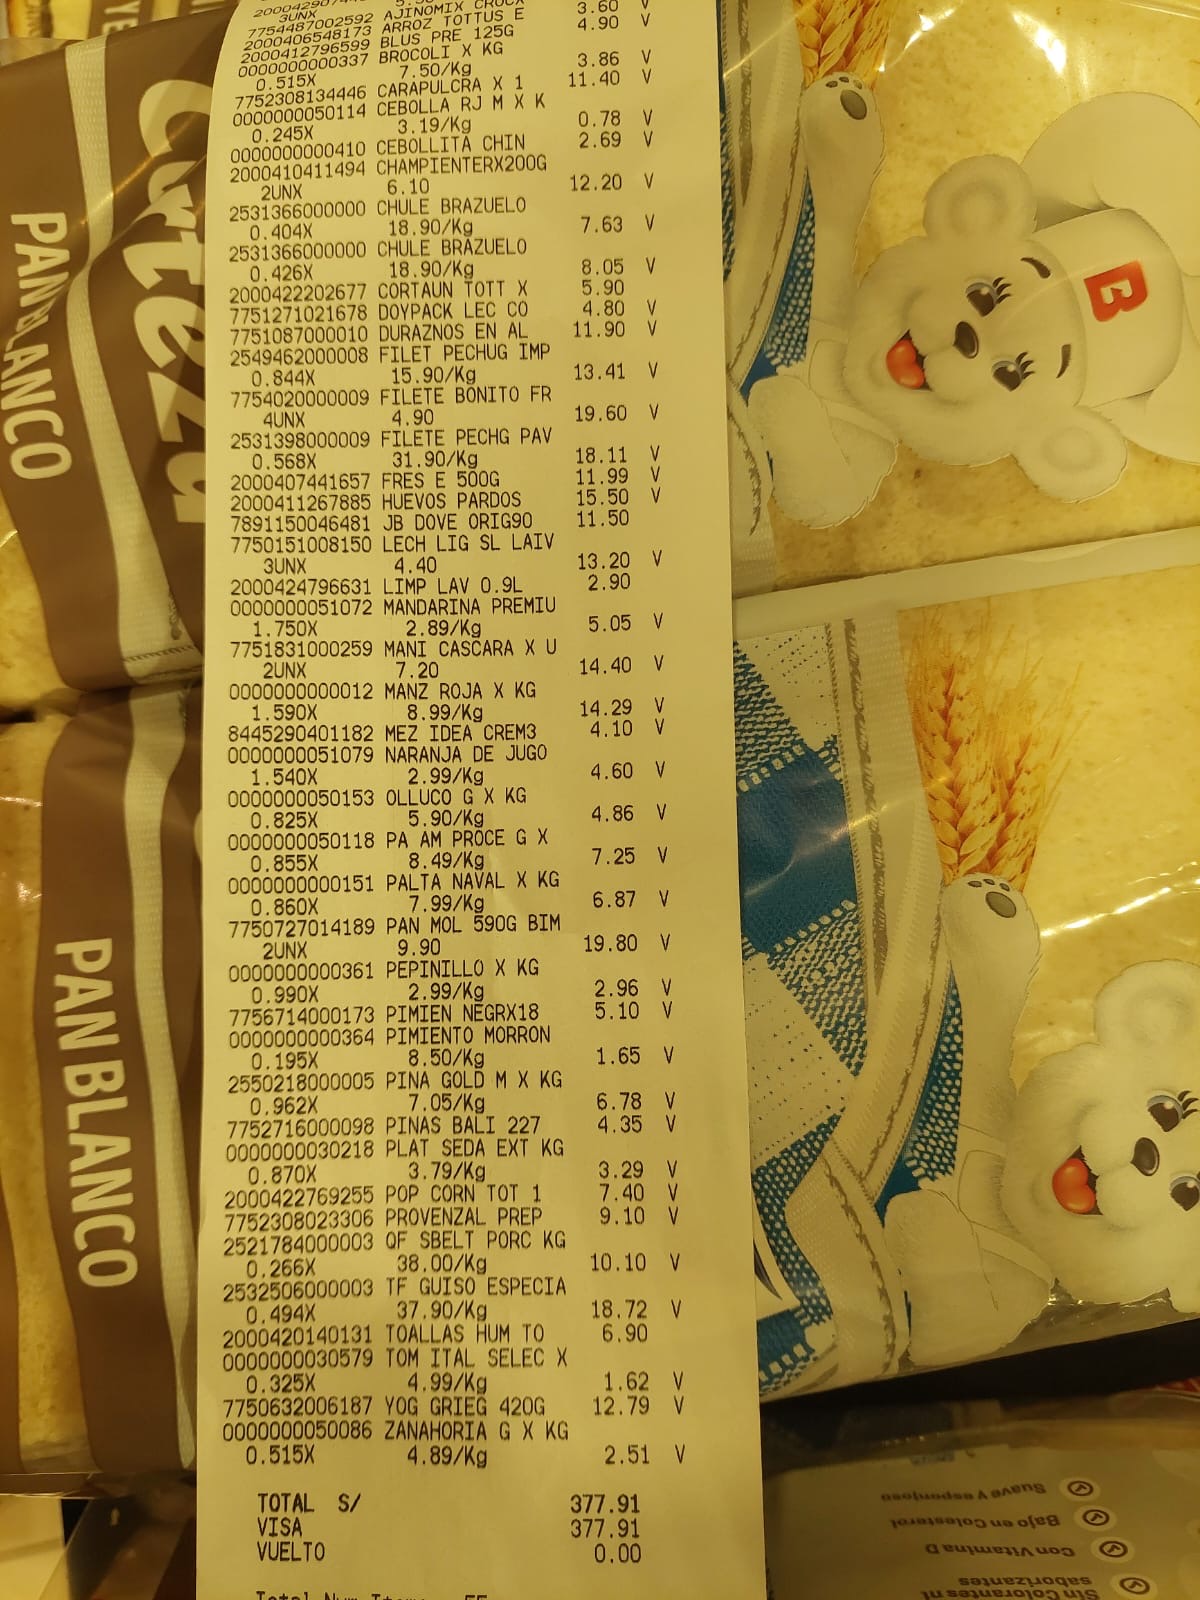 3UNX
7754487002592 AJINOMIX CROCX 3.60 V
2000406548173 ARROZ TOTTUS E 4.90 V
2000412796599 BLUS PRE 125G
0000000000337 BROCOLI X KG
0.515X 7.50/Kg 3.86 V
7752308134446 CARAPULCRA X 1 11.40 V
0000000050114 CEBOLLA RJ M X K
0.245X 3.19/Kg 0.78 V
0000000000410 CEBOLLITA CHIN 2.69 V
2000410411494 CHAMPIENTERX200G
2UNX 6.10 12.20 V
2531366000000 CHULE BRAZUELO
0.404X 18.90/Kg 7.63 V
2531366000000 CHULE BRAZUELO
0.426X 18.90/Kg 8.05 V
2000422202677 CORTAUN TOTT X 5.90
7751271021678 DOYPACK LEC CO 4.80 V
7751087000010 DURAZNOS EN AL 11.90 V
2549462000008 FILET PECHUG IMP
0.844X 15.90/Kg 13.41 V
7754020000009 FILETE BONITO FR
4UNX 4.90 19.60 V
2531398000009 FILETE PECHG PAV
0.568X 31.90/Kg 18.11 V
2000407441657 FRES E 500G 11.99 V
2000411267885 HUEVOS PARDOS 15.50 V
7891150046481 JB DOVE ORIG90 11.50
7750151008150 LECH LIG SL LAIV
3UNX 4.40 13.20 V
2000424796631 LIMP LAV 0.9L 2.90
0000000051072 MANDARINA PREMIU
1.750X 2.89/Kg 5.05 V
7751831000259 MANI CASCARA X U
2UNX 7.20 14.40 V
0000000000012 MANZ ROJA X KG
1.590X 8.99/Kg 14.29 V
8445290401182 MEZ IDEA CREM3 4.10 V
0000000051079 NARANJA DE JUGO
1.540X 2.99/Kg 4.60 V
0000000050153 OLLUCO G X KG
0.825X 5.90/Kg 4.86 V
0000000050118 PA AM PROCE G X
0.855X 8.49/Kg 7.25 V
0000000000151 PALTA NAVAL X KG
0.860X 7.99/Kg 6.87 V
7750727014189 PAN MOL 590G BIM
2UNX 9.90 19.80 V
0000000000361 PEPINILLO X KG
0.990X 2.99/Kg 2.96 V
7756714000173 PIMIEN NEGRX18 5.10 V
0000000000364 PIMIENTO MORRON
0.195X 8.50/Kg 1.65 V
2550218000005 PINA GOLD M X KG
0.962X 7.05/Kg 6.78 V
7752716000098 PINAS BALI 227 4.35 V
0000000030218 PLAT SEDA EXT KG
0.870X 3.79/Kg 3.29 V
2000422769255 POP CORN TOT 1 7.40 V
7752308023306 PROVENZAL PREP 9.10 V
2521784000003 QF SBELT PORC KG
0.266X 38.00/Kg 10.10 V
2532506000003 TF GUISO ESPECIA
0.494X 37.90/Kg 18.72 V
2000420140131 TOALLAS HUM TO 6.90
0000000030579 TOM ITAL SELEC X
0.325X 4.99/Kg 1.62 V
7750632006187 YOG GRIEG 420G 12.79 V
0000000050086 ZANAHORIA G X KG
0.515X 4.89/Kg 2.51 V
TOTAL S/ 377.91
VISA 377.91
VUELTO 0.00
PAN BLANCO
PAN BLANCO
B
Suave y esponjoso
Bajo en Colesterol
Con Vitamina D
Sin Colorantes ni
saborizantes